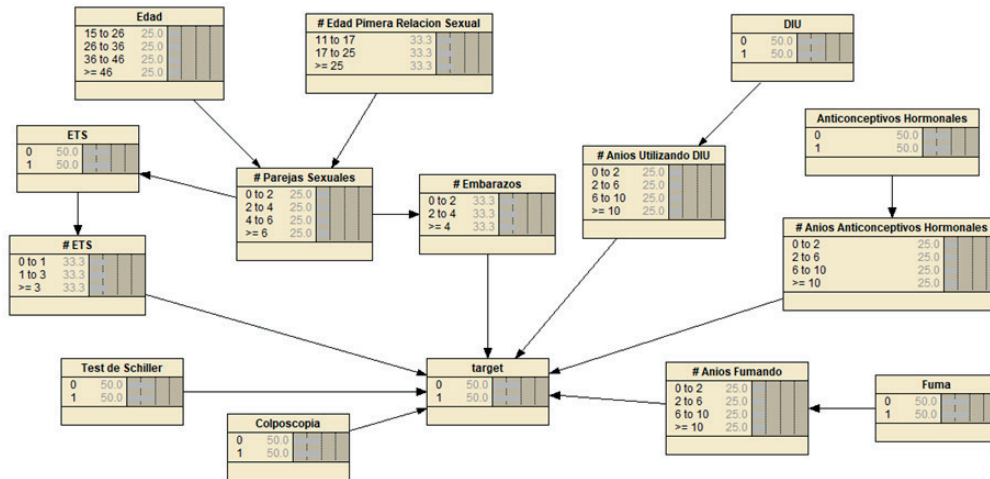 Edad
15 to 26 25.0
26 to 36 25.0
36 to 46 25.0
>= 46 25.0
# Edad Pimera Relacion Sexual
11 to 17 33.3
17 to 25 33.3
>= 25 33.3
DIU
0 50.0
1 50.0
Anticonceptivos Hormonales
0 50.0
1 50.0
ETS
0 50.0
1 50.0
# Parejas Sexuales
0 to 2 25.0
2 to 4 25.0
4 to 6 25.0
>= 6 25.0
# Embarazos
0 to 2 33.3
2 to 4 33.3
>= 4 33.3
# Anios Utilizando DIU
0 to 2 25.0
2 to 6 25.0
6 to 10 25.0
>= 10 25.0
# Anios Anticonceptivos Hormonales
0 to 2 25.0
2 to 6 25.0
6 to 10 25.0
>= 10 25.0
# ETS
0 to 1 33.3
1 to 3 33.3
>= 3 33.3
Test de Schiller
0 50.0
1 50.0
target
0 50.0
1 50.0
# Anios Fumando
0 to 2 25.0
2 to 6 25.0
6 to 10 25.0
>= 10 25.0
Fuma
0 50.0
1 50.0
Colposcopia
0 50.0
1 50.0